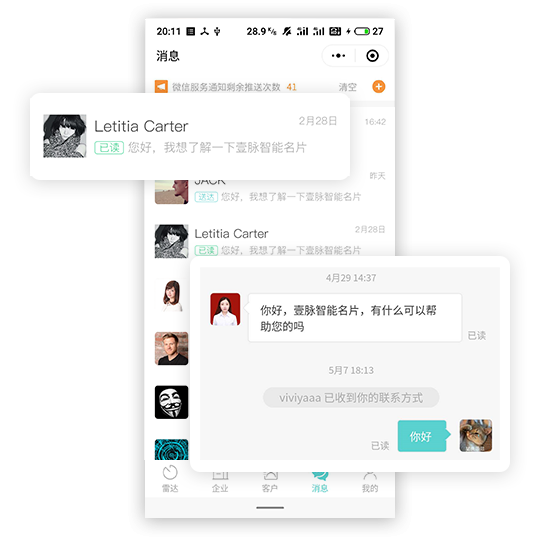 20:11
28.9 K/s
27
消息
微信服务通知剩余推送次数 41
清空
Letitia Carter
2月28日
已读 您好，我想了解一下壹脉智能名片
16:42
JACK
昨天
送达 您好，我想了解一下壹脉智能名片
Letitia Carter
2月28日
已读 您好，我想了解一下壹脉智能名片
4月29 14:37
你好，壹脉智能名片，有什么可以帮
助您的吗
已读
5月7 18:13
viviyaaa 已收到你的联系方式
已读
你好
雷达
企业
客户
消息
我的